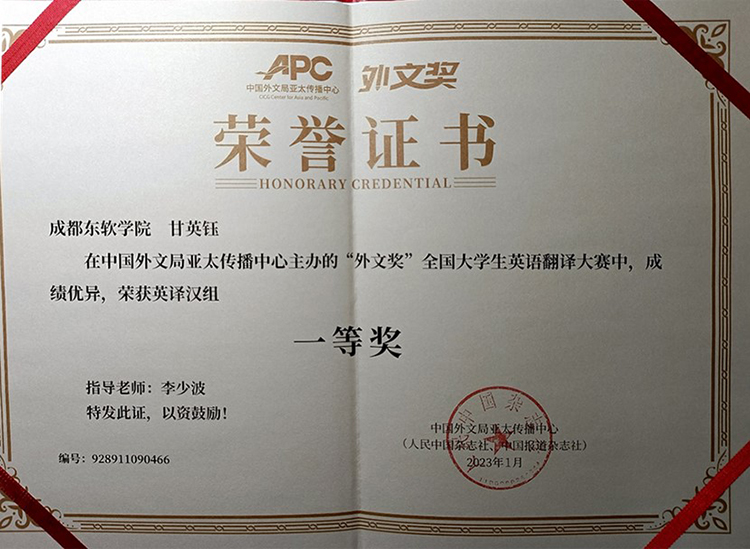 APC 外文奖
中国外文局亚太传播中心
CICG Center for Asia and Pacific
荣誉证书
HONORARY CREDENTIAL
成都东软学院 甘英钰
在中国外文局亚太传播中心主办的“外文奖”全国大学生英语翻译大赛中，成
绩优异，荣获英译汉组
一等奖
指导老师：李少波
特发此证，以资鼓励！
中国外文局亚太传播中心
（人民中国杂志社、中国报道杂志社）
2023年1月
编号：928911090466